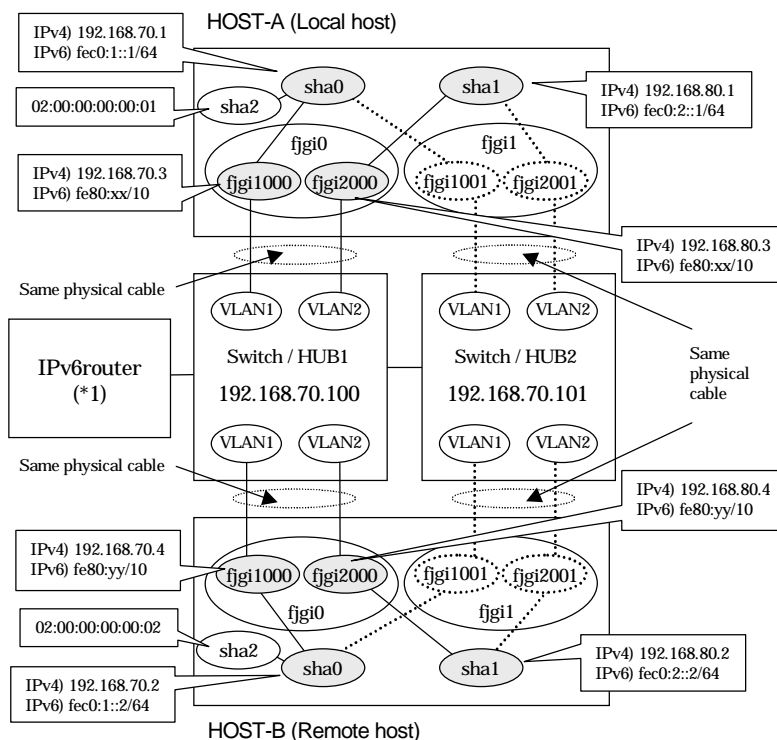 HOST-A (Local host)
IPv4) 192.168.70.1
IPv6) fec0:1::1/64
sha0
sha1
IPv4) 192.168.80.1
IPv6) fec0:2::1/64
02:00:00:00:00:01
sha2
fjgi0
fjgi1
IPv4) 192.168.70.3
IPv6) fe80:xx/10
fjgi1000
fjgi2000
fjgi1001
fjgi2001
IPv4) 192.168.80.3
IPv6) fe80:xx/10
Same physical cable
VLAN1
VLAN2
VLAN1
VLAN2
IPv6router
(*1)
Switch / HUB1
192.168.70.100
Switch / HUB2
192.168.70.101
Same
physical
cable
VLAN1
VLAN2
VLAN1
VLAN2
Same physical cable
IPv4) 192.168.80.4
IPv6) fe80:yy/10
IPv4) 192.168.70.4
IPv6) fe80:yy/10
fjgi1000
fjgi2000
fjgi1001
fjgi2001
fjgi0
fjgi1
02:00:00:00:00:02
sha2
sha0
sha1
IPv4) 192.168.80.2
IPv6) fec0:2::2/64
IPv4) 192.168.70.2
IPv6) fec0:1::2/64
HOST-B (Remote host)